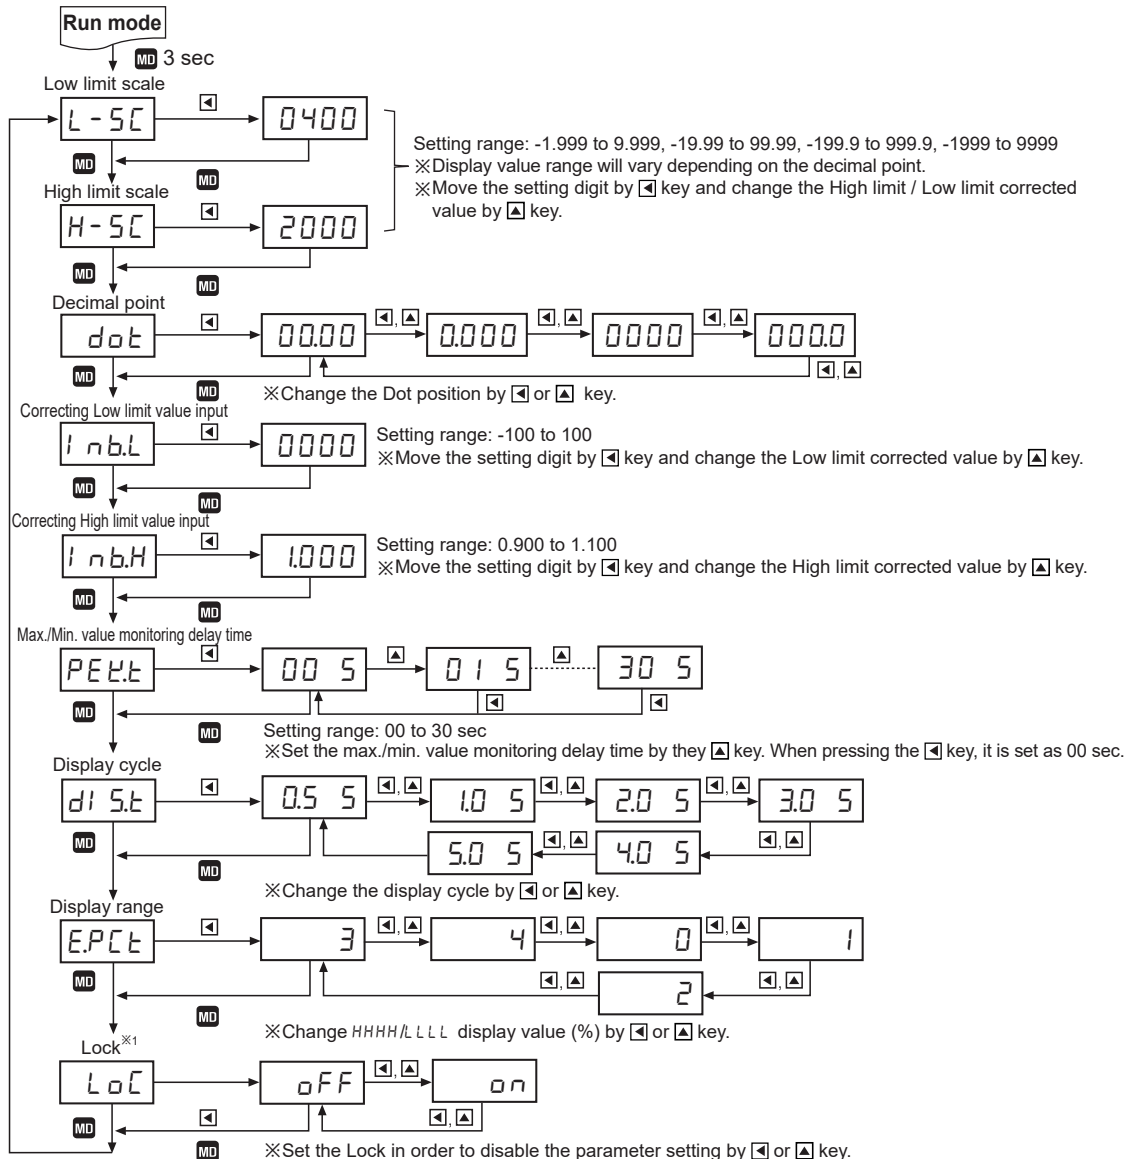 Run mode
MD 3 sec
Low limit scale
L-SC ◀ 0400
Setting range: -1.999 to 9.999, -19.99 to 99.99, -199.9 to 999.9, -1999 to 9999
※Display value range will vary depending on the decimal point.
※Move the setting digit by ◀ key and change the High limit / Low limit corrected
value by ▲ key.
MD MD
High limit scale
H-SC ◀ 2000
MD MD
Decimal point
dot ◀ 00.00 ◀, ▲ 0.000 ◀, ▲ 0000 ◀, ▲ 000.0
◀, ▲
MD MD
※Change the Dot position by ◀ or ▲ key.
Correcting Low limit value input
Inb.L ◀ 0000
Setting range: -100 to 100
※Move the setting digit by ◀ key and change the Low limit corrected value by ▲ key.
MD MD
Correcting High limit value input
Inb.H ◀ 1.000
Setting range: 0.900 to 1.100
※Move the setting digit by ◀ key and change the High limit corrected value by ▲ key.
MD MD
Max./Min. value monitoring delay time
PEK.t ◀ 00 S ▲ 01 S ▲ 30 S
◀ ◀
MD MD
Setting range: 00 to 30 sec
※Set the max./min. value monitoring delay time by they ▲ key. When pressing the ◀ key, it is set as 00 sec.
Display cycle
dIS.t ◀ 0.5 S ◀, ▲ 1.0 S ◀, ▲ 2.0 S ◀, ▲ 3.0 S
MD 5.0 S ◀, ▲ 4.0 S ◀, ▲
MD
※Change the display cycle by ◀ or ▲ key.
Display range
E.PCt ◀ 3 ◀, ▲ 4 ◀, ▲ 0 ◀, ▲ 1
MD ◀, ▲ 2 ◀, ▲
MD
※Change HHHH/LLLL display value (%) by ◀ or ▲ key.
Lock※1
LoC oFF ◀, ▲ on
MD ◀ ◀, ▲
MD
※Set the Lock in order to disable the parameter setting by ◀ or ▲ key.